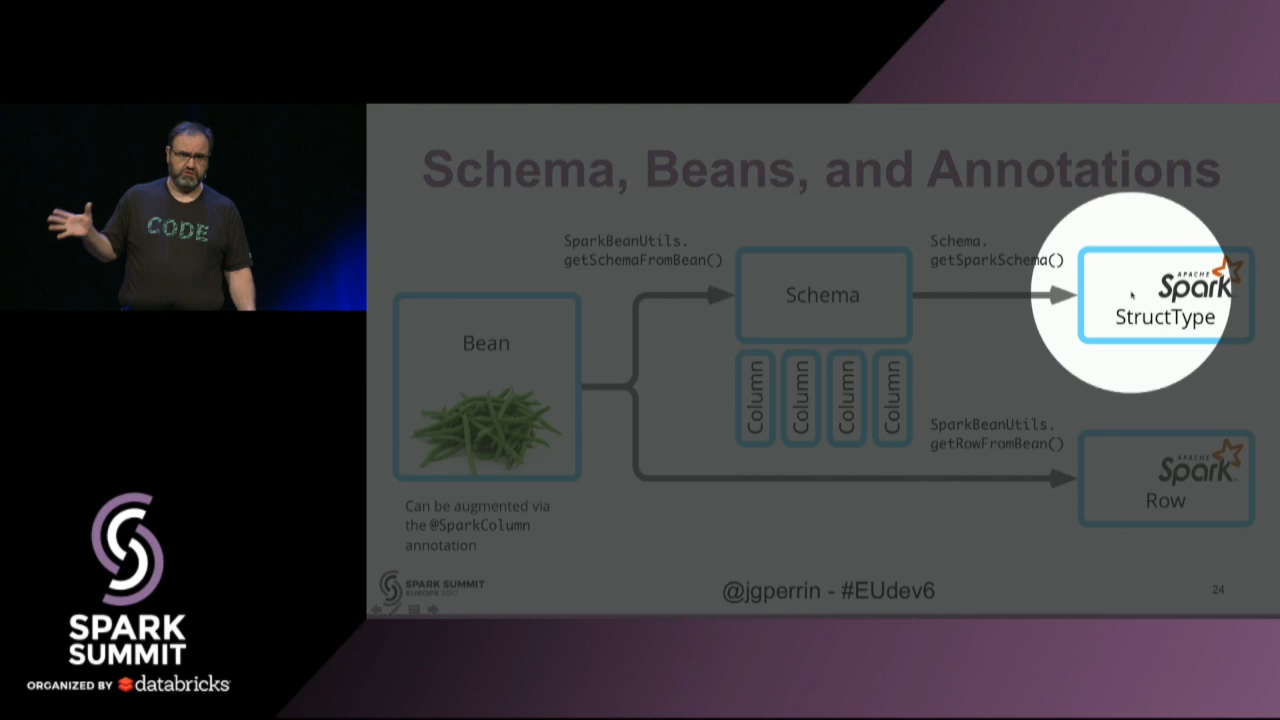 CODE
Schema, Beans, and Annotations
SparkBeanUtils.
getSchemaFromBean()
Schema.
getSparkSchema()
Bean
Schema
APACHE
Spark
StructType
Column
Column
Column
Column
SparkBeanUtils.
getRowFromBean()
APACHE
Spark
Row
Can be augmented via
the @SparkColumn
annotation
SPARK SUMMIT
EUROPE 2017
@jgperrin - #EUdev6
24
SPARK
SUMMIT
ORGANIZED BY databricks